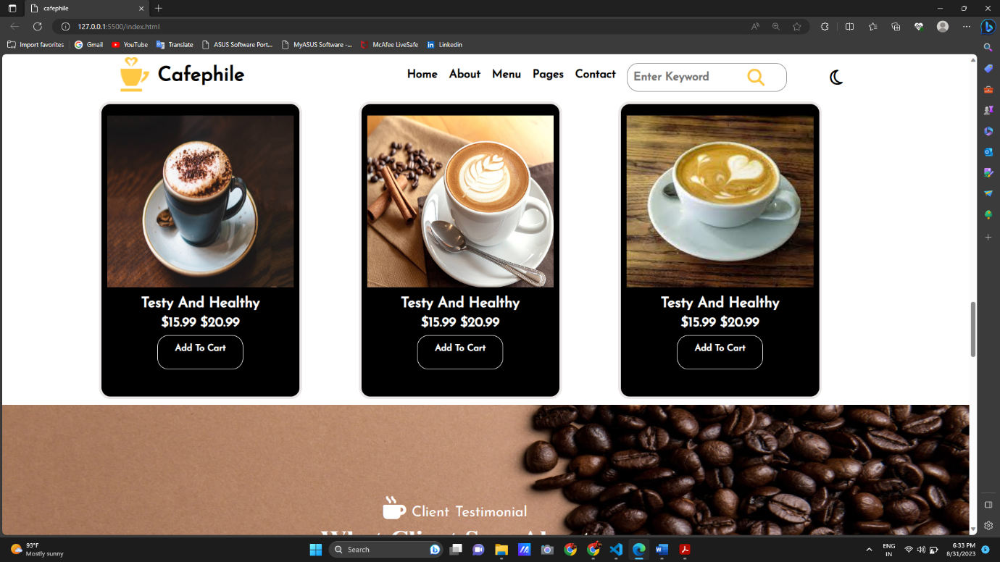 cafephile
127.0.0.1:5500/index.html
Import favorites Gmail YouTube Translate ASUS Software Port... MyASUS Software -... McAfee LiveSafe Linkedin
Cafephile Home About Menu Pages Contact Enter Keyword
Testy And Healthy Testy And Healthy Testy And Healthy
$15.99 $20.99 $15.99 $20.99 $15.99 $20.99
Add To Cart Add To Cart Add To Cart
Client Testimonial
93°F
Mostly sunny
Search
ENG
IN
6:33 PM
8/31/2023